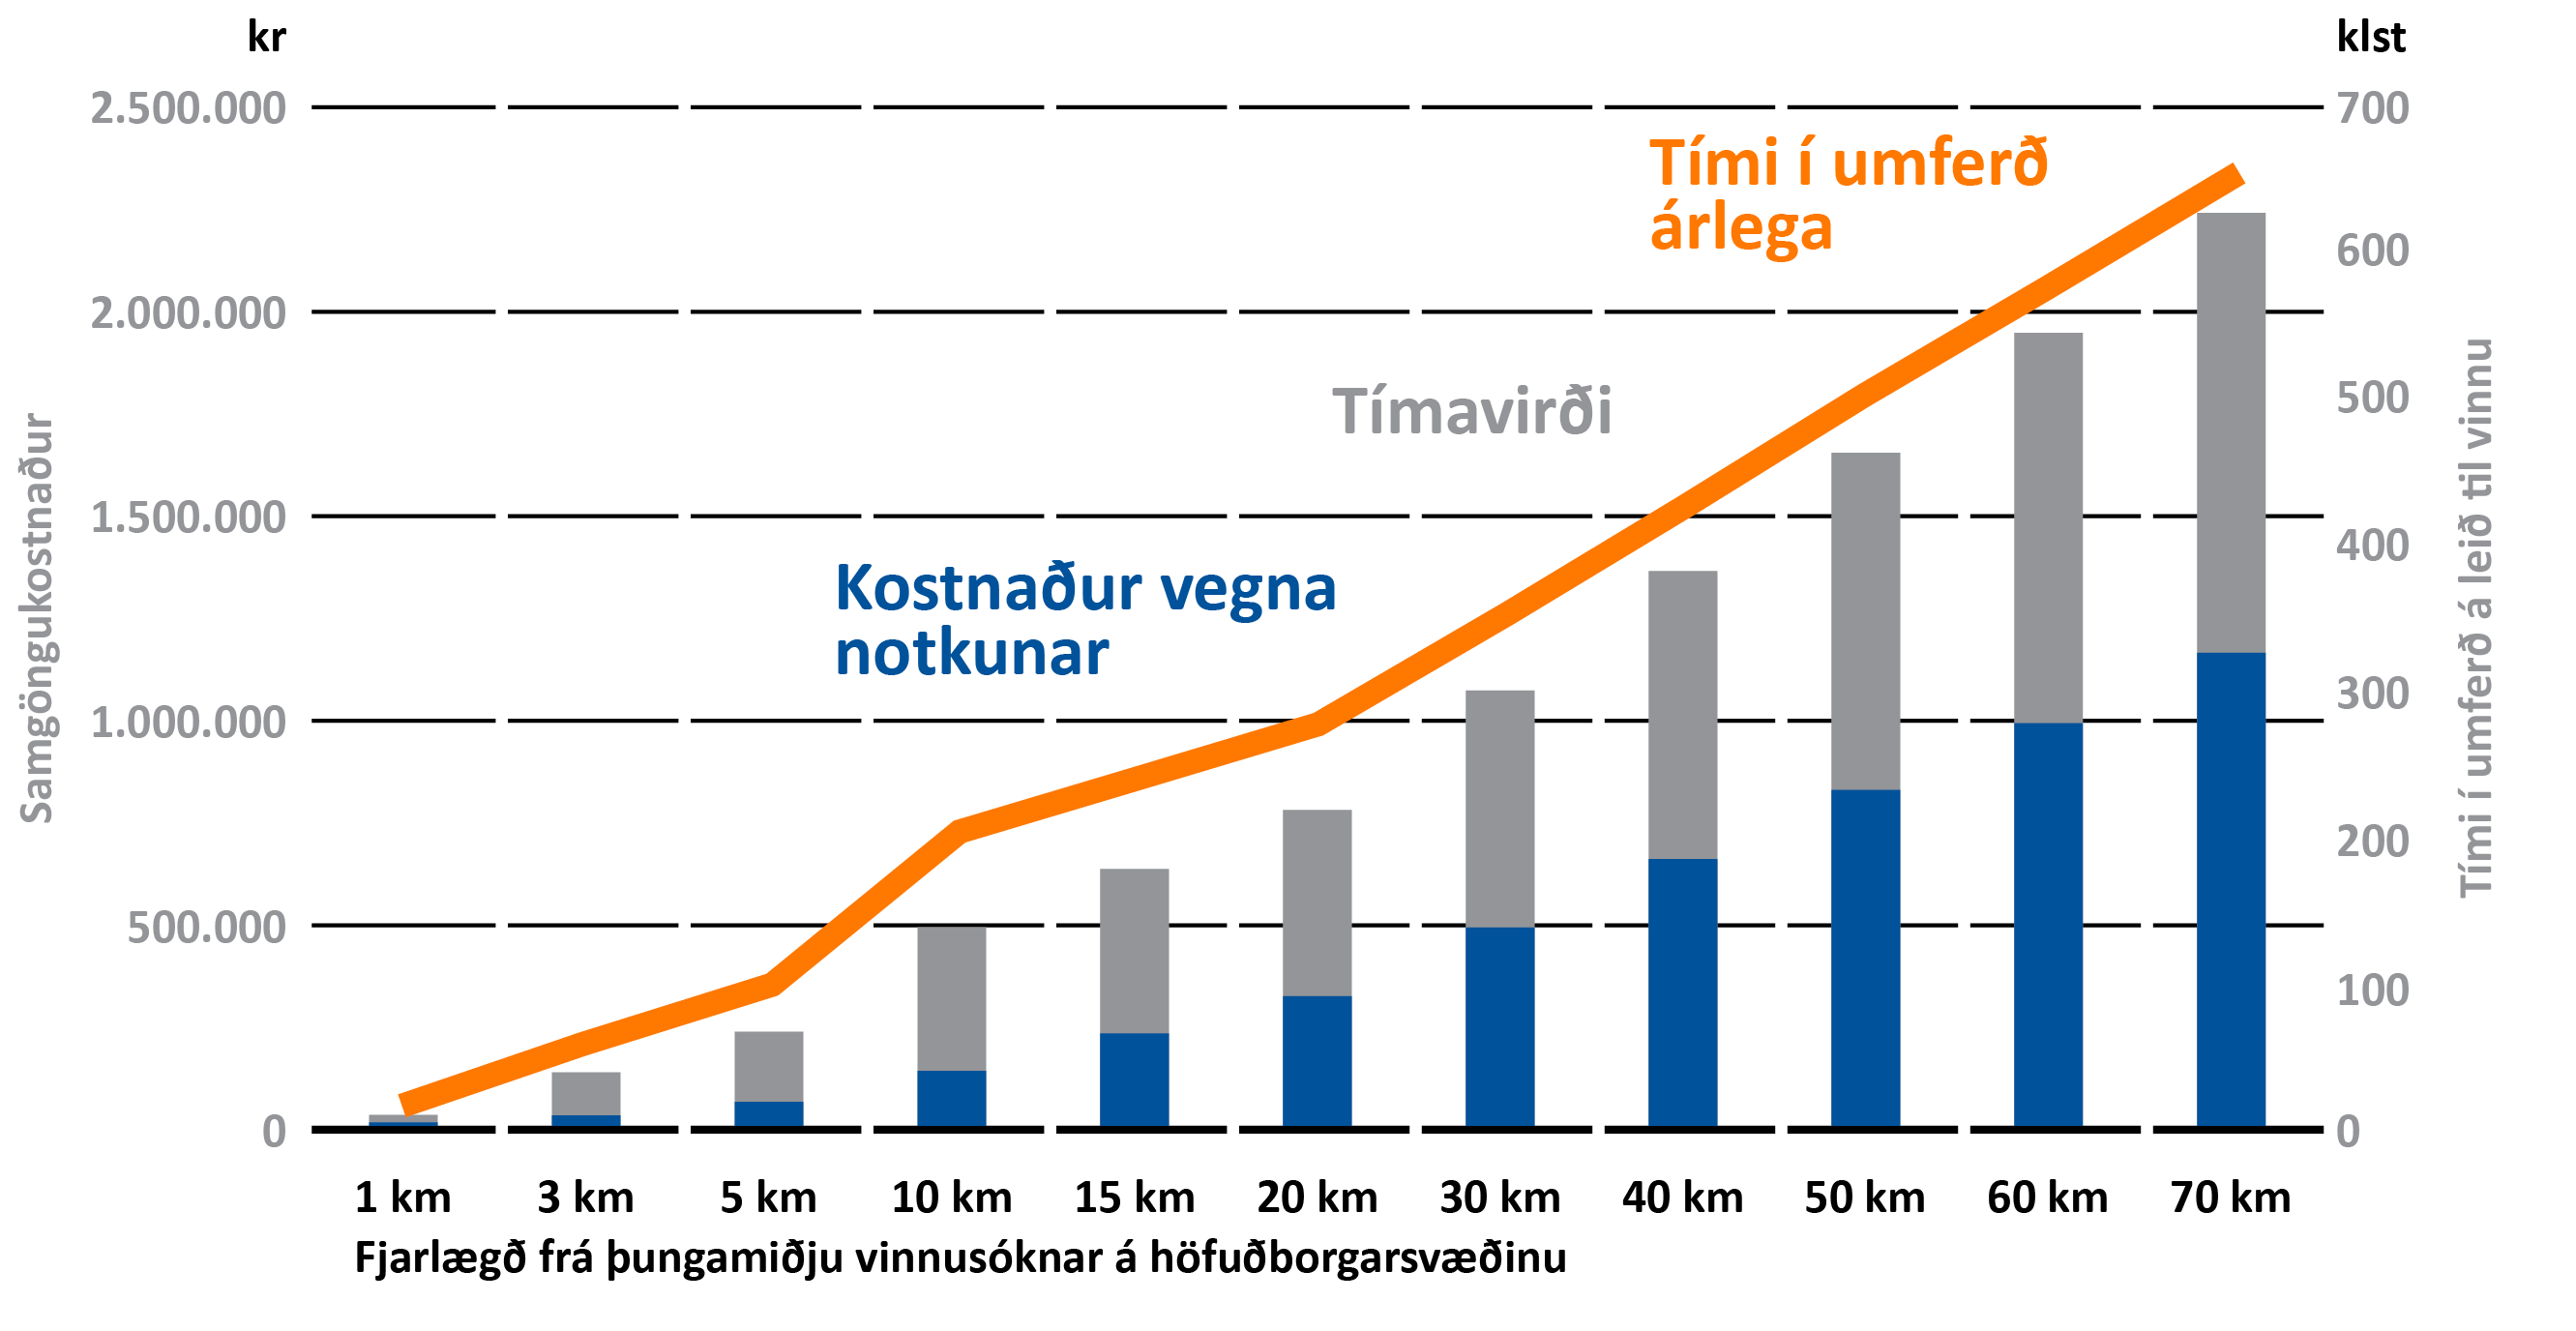 kr
klst
2.500.000
2.000.000
1.500.000
1.000.000
500.000
0
700
600
500
400
300
200
100
0
Samgöngukostnaður
Tími í umferð á leið til vinnu
Tími í umferð
árlega
Tímavirði
Kostnaður vegna
notkunar
1 km 3 km 5 km 10 km 15 km 20 km 30 km 40 km 50 km 60 km 70 km
Fjarlægð frá þungamiðju vinnusóknar á höfuðborgarsvæðinu